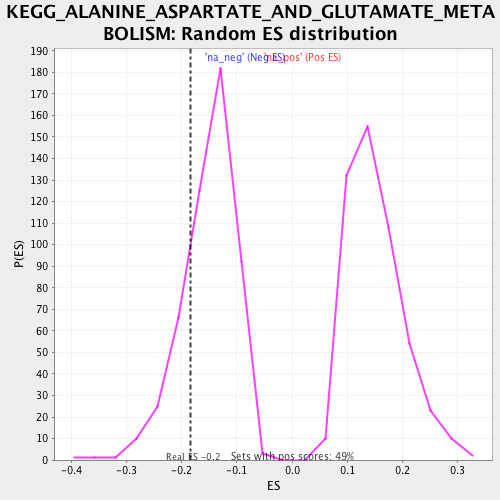 KEGG_ALANINE_ASPARTATE_AND_GLUTAMATE_META
BOLISM: Random ES distribution
'na_neg' (Neg ES) 'na_pos' (Pos ES)
190
180
170
160
150
140
130
120
110
100
90
80
70
60
50
40
30
20
10
0
P(ES)
Real ES -0.2 Sets with pos scores: 49%
-0.4 -0.3 -0.2 -0.1 0.0 0.1 0.2 0.3
ES